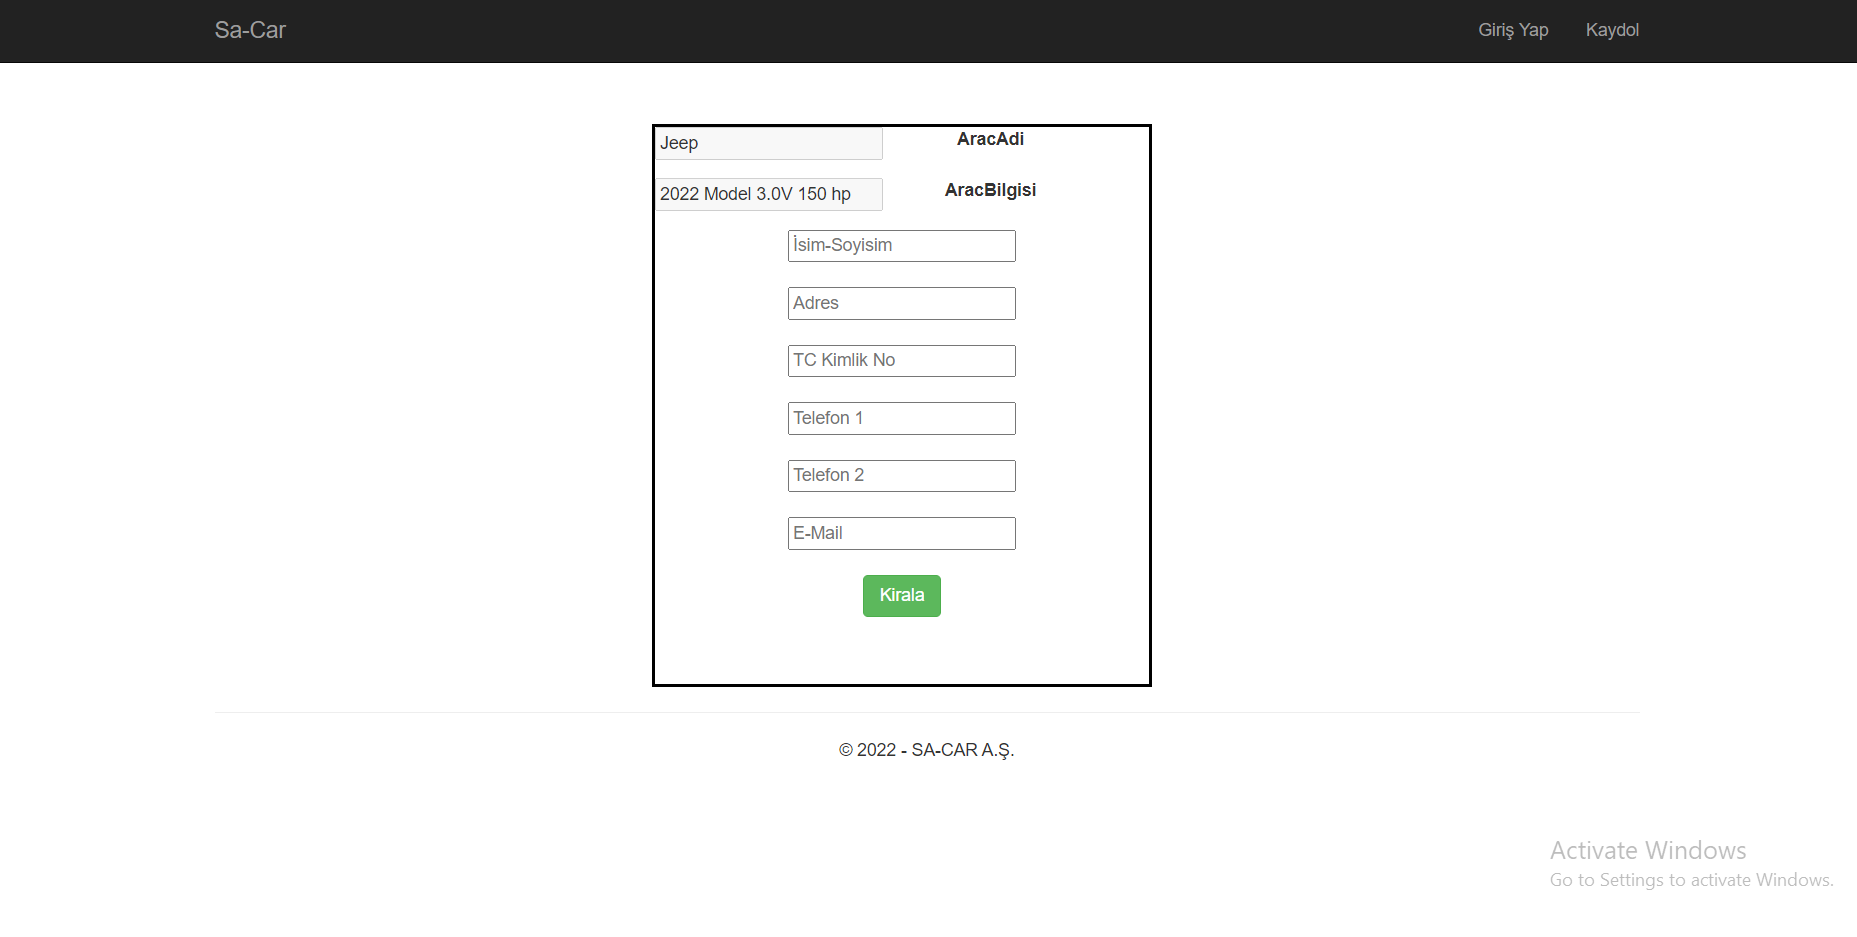 Sa-Car Giriş Yap Kaydol
Jeep AracAdi
2022 Model 3.0V 150 hp AracBilgisi
İsim-Soyisim
Adres
TC Kimlik No
Telefon 1
Telefon 2
E-Mail
Kirala
© 2022 - SA-CAR A.Ş.
Activate Windows
Go to Settings to activate Windows.